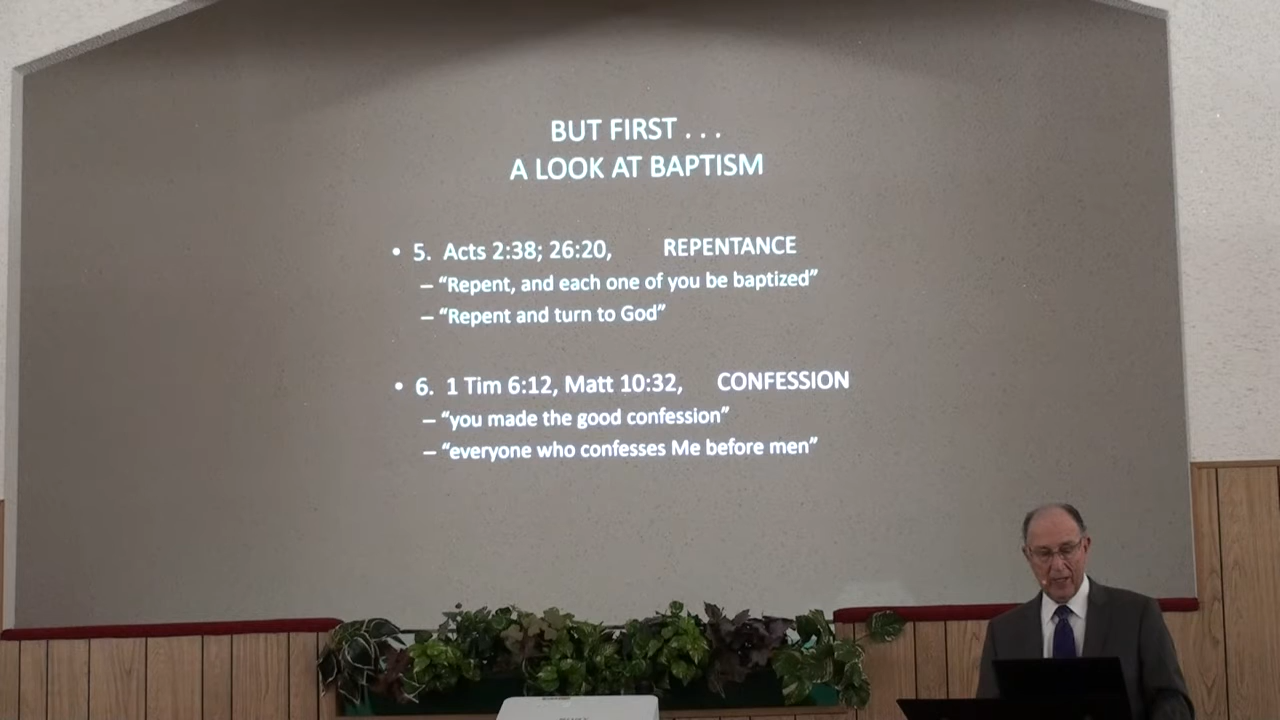 BUT FIRST . . .
A LOOK AT BAPTISM
• 5. Acts 2:38; 26:20, REPENTANCE
– “Repent, and each one of you be baptized”
– “Repent and turn to God”
• 6. 1 Tim 6:12, Matt 10:32, CONFESSION
– “you made the good confession”
– “everyone who confesses Me before men”